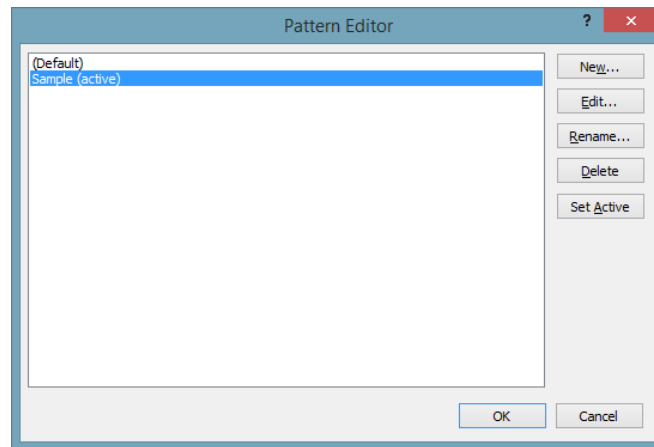 Pattern Editor
?
(Default)
Sample (active)
New...
Edit...
Rename...
Delete
Set Active
OK
Cancel